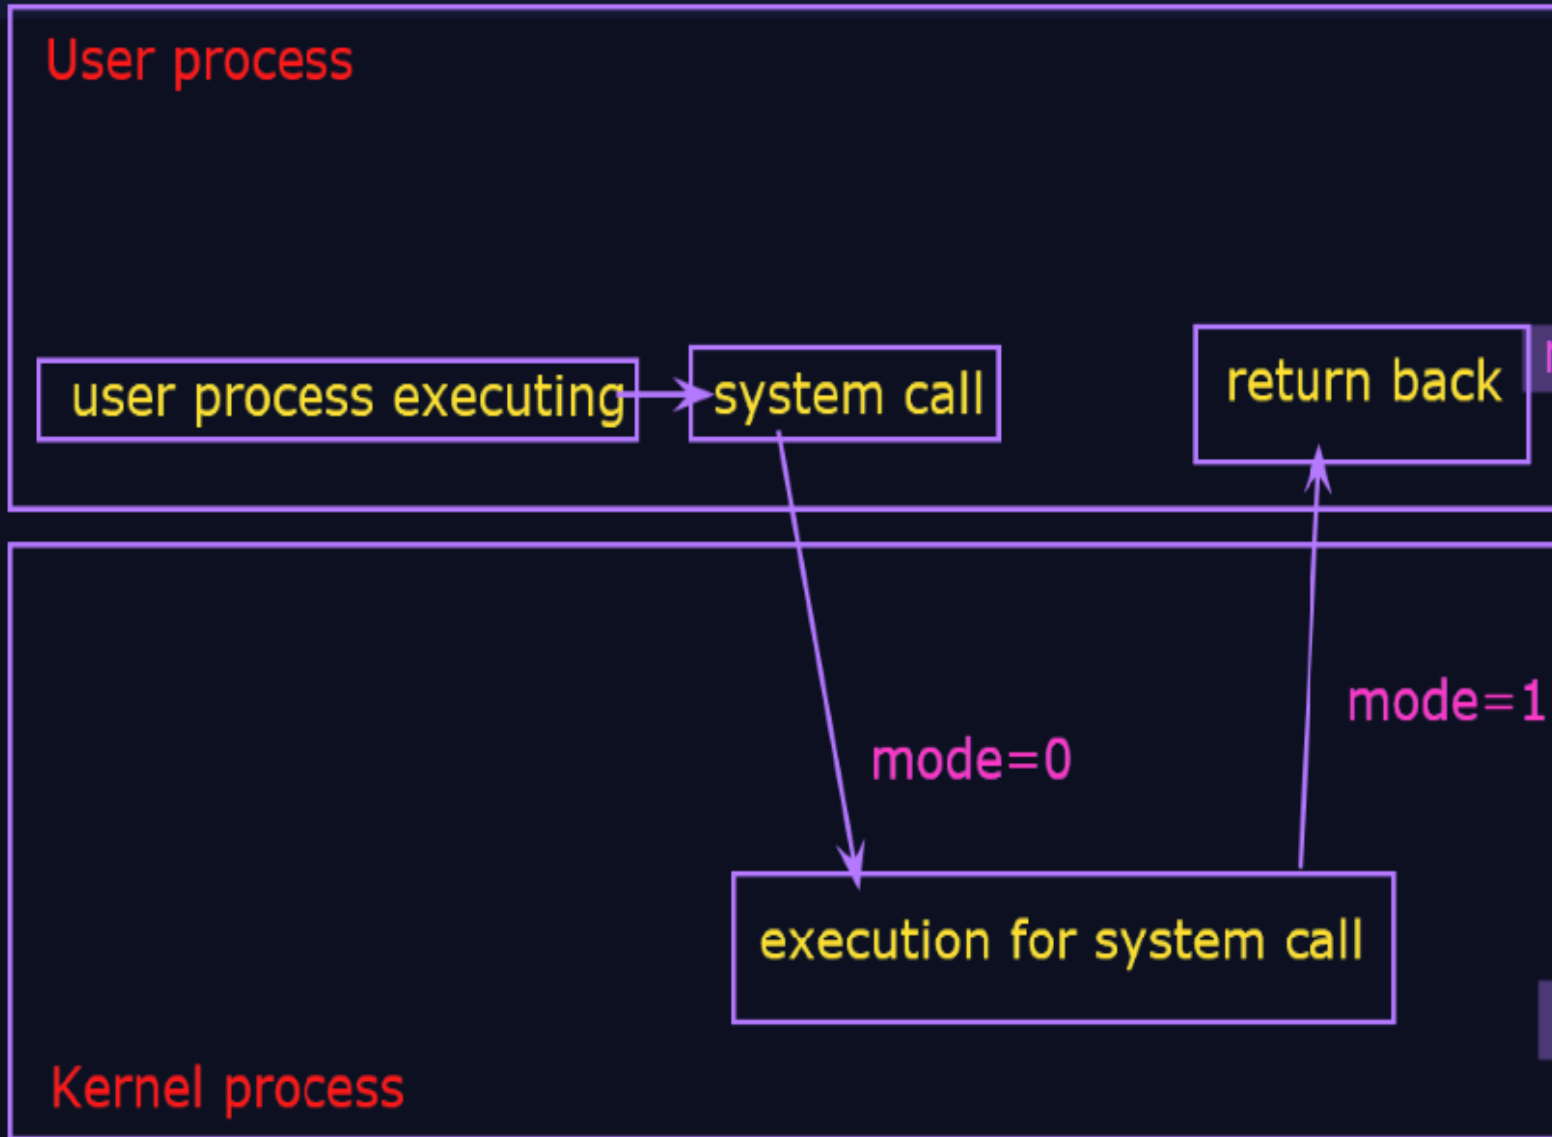 User process
user process executing
system call
return back
mode=1
mode=0
execution for system call
Kernel process